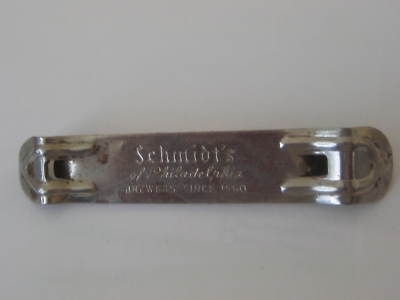 Schmidt's
of Philadelphia
BREWERS SINCE 1860